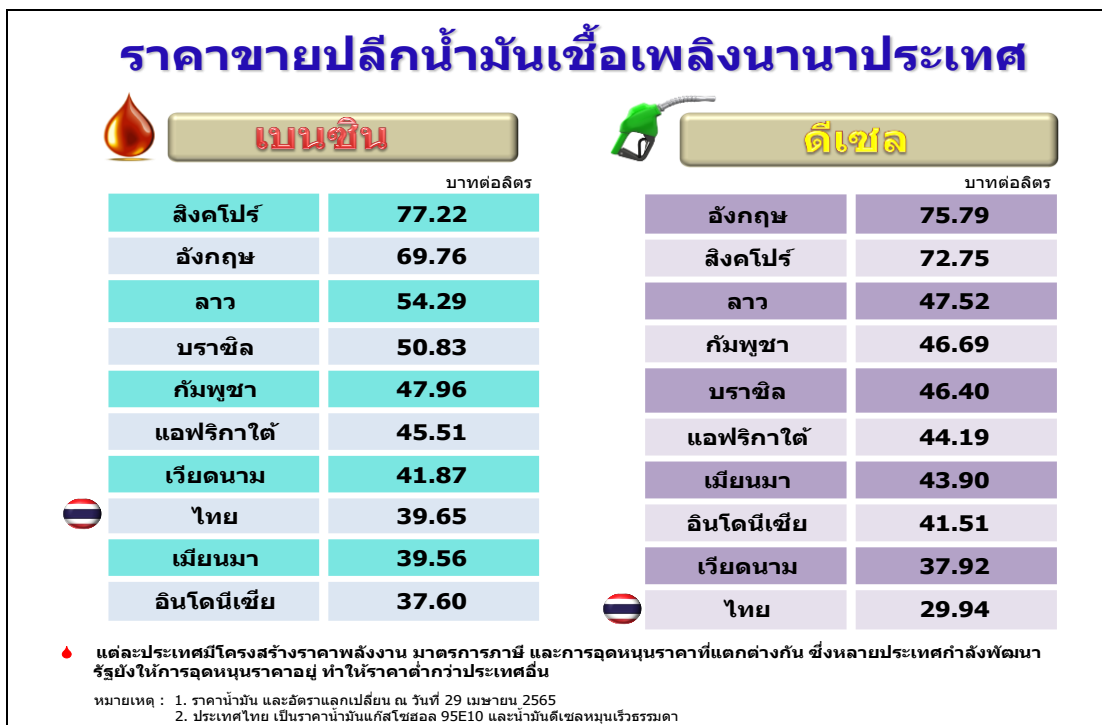 ราคาขายปลีกน้ำมันเชื้อเพลิงนานาประเทศ
เบนซิน
บาทต่อลิตร
สิงคโปร์ 77.22
อังกฤษ 69.76
ลาว 54.29
บราซิล 50.83
กัมพูชา 47.96
แอฟริกาใต้ 45.51
เวียดนาม 41.87
ไทย 39.65
เมียนมา 39.56
อินโดนีเซีย 37.60
ดีเซล
บาทต่อลิตร
อังกฤษ 75.79
สิงคโปร์ 72.75
ลาว 47.52
กัมพูชา 46.69
บราซิล 46.40
แอฟริกาใต้ 44.19
เมียนมา 43.90
อินโดนีเซีย 41.51
เวียดนาม 37.92
ไทย 29.94
แต่ละประเทศมีโครงสร้างราคาพลังงาน มาตรการภาษี และการอุดหนุนราคาที่แตกต่างกัน ซึ่งหลายประเทศกำลังพัฒนา
รัฐยังให้การอุดหนุนราคาอยู่ ทำให้ราคาต่ำกว่าประเทศอื่น
หมายเหตุ : 1. ราคาน้ำมัน และอัตราแลกเปลี่ยน ณ วันที่ 29 เมษายน 2565
2. ประเทศไทย เป็นราคาน้ำมันแก๊สโซฮอล 95E10 และน้ำมันดีเซลหมุนเร็วธรรมดา